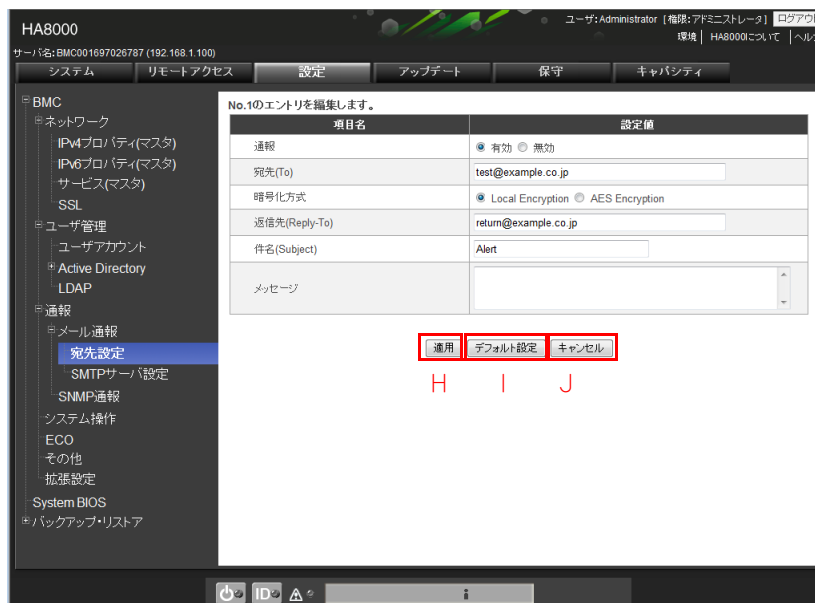 HA8000
ユーザ:Administrator [権限:アドミニストレータ] ログアウ
環境 HA8000について ヘル
サーバ名:BMC001697026787 (192.168.1.100)
システム リモートアクセス 設定 アップデート 保守 キャパシティ
BMC
ネットワーク
IPv4プロパティ(マスタ)
IPv6プロパティ(マスタ)
サービス(マスタ)
SSL
ユーザ管理
ユーザアカウント
Active Directory
LDAP
通報
メール通報
宛先設定
SMTPサーバ設定
SNMP通報
システム操作
ECO
その他
拡張設定
System BIOS
バックアップ・リストア
No.1のエントリを編集します。
項目名 設定値
通報 有効 無効
宛先(To) test@example.co.jp
暗号化方式 Local Encryption AES Encryption
返信先(Reply-To) return@example.co.jp
件名(Subject) Alert
メッセージ
適用 デフォルト設定 キャンセル
H I J
ID